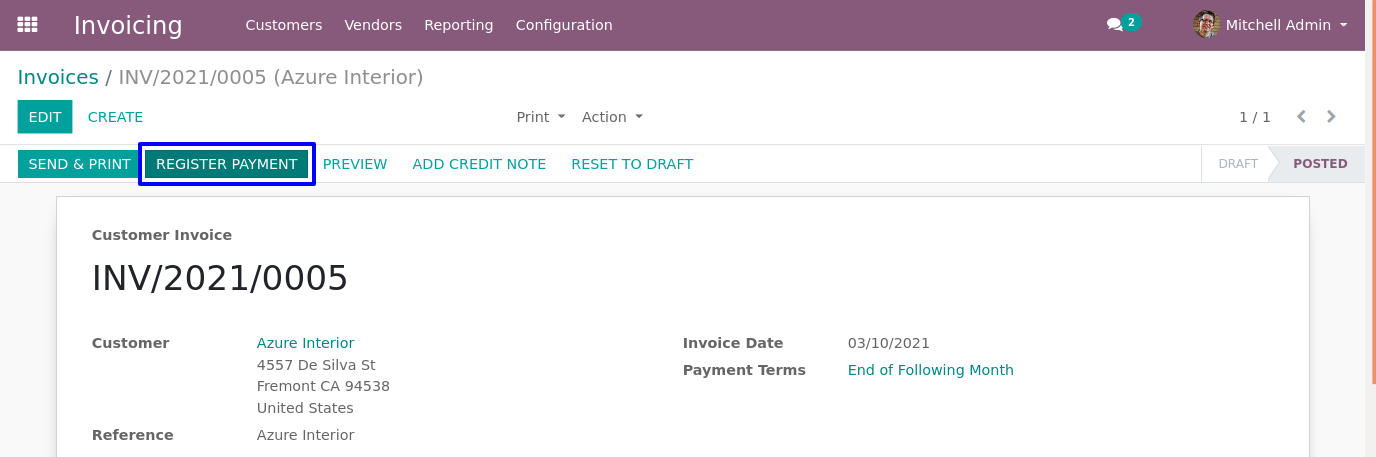 Invoicing Customers Vendors Reporting Configuration 2 Mitchell Admin
Invoices / INV/2021/0005 (Azure Interior)
EDIT CREATE Print Action 1 / 1
SEND & PRINT REGISTER PAYMENT PREVIEW ADD CREDIT NOTE RESET TO DRAFT DRAFT POSTED
Customer Invoice
INV/2021/0005
Customer Azure Interior Invoice Date 03/10/2021
4557 De Silva St Payment Terms End of Following Month
Fremont CA 94538
United States
Reference Azure Interior